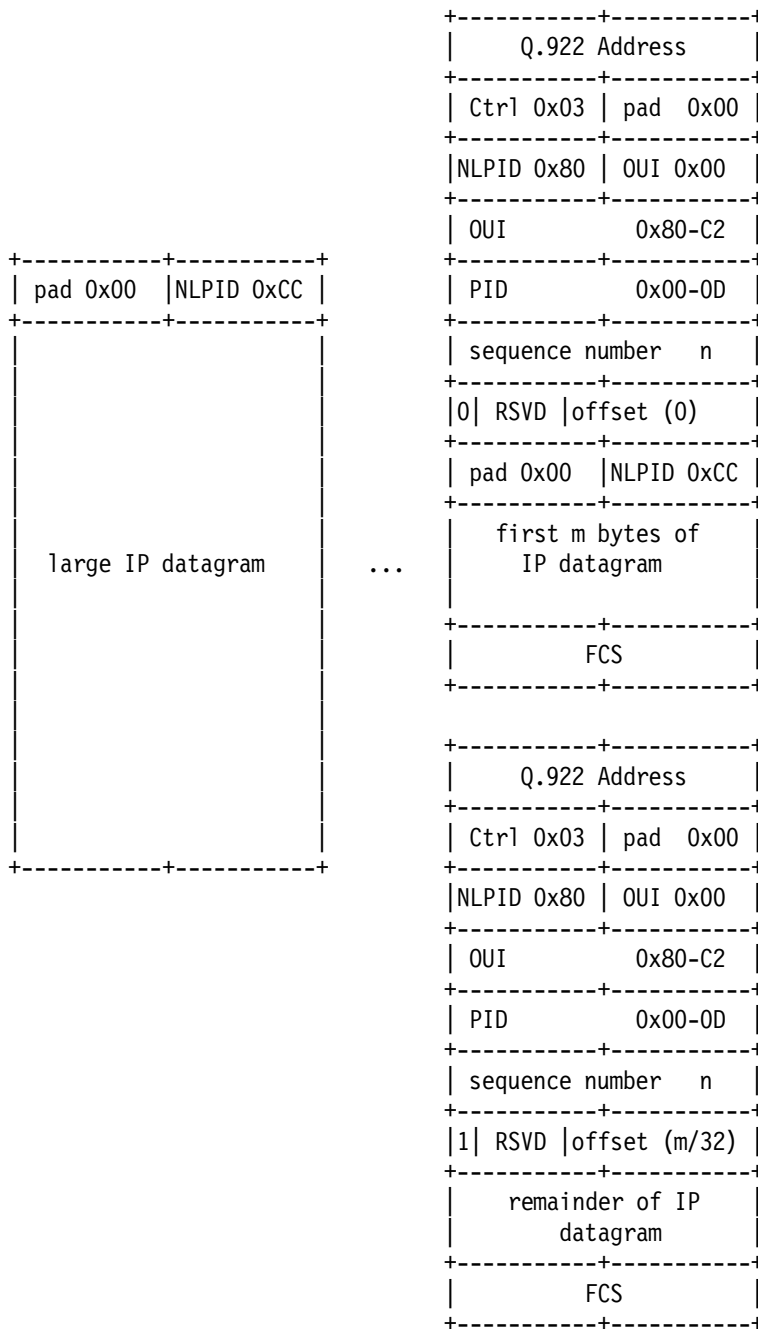 Q.922 Address
Ctrl 0x03 | pad 0x00
NLPID 0x80 | OUI 0x00
OUI 0x80-C2
pad 0x00 |NLPID 0xCC
PID 0x00-0D
sequence number n
0| RSVD |offset (0)
pad 0x00 |NLPID 0xCC
large IP datagram ...
first m bytes of
IP datagram
FCS
Q.922 Address
Ctrl 0x03 | pad 0x00
NLPID 0x80 | OUI 0x00
OUI 0x80-C2
PID 0x00-0D
sequence number n
1| RSVD |offset (m/32)
remainder of IP
datagram
FCS